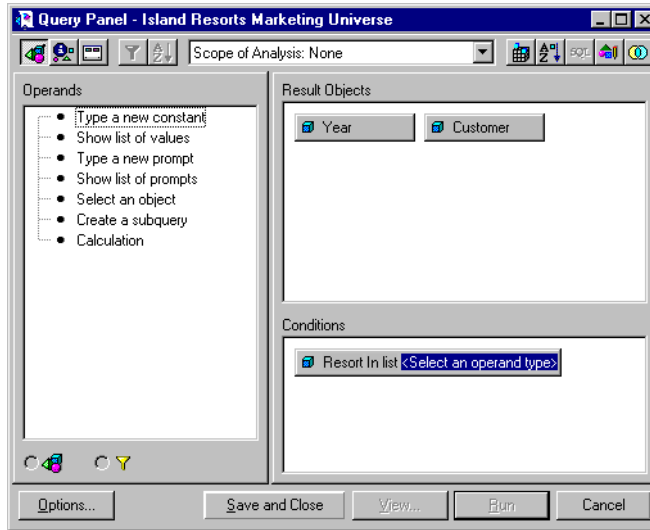 Query Panel - Island Resorts Marketing Universe
Scope of Analysis: None
SQL
Operands
Type a new constant
Show list of values
Type a new prompt
Show list of prompts
Select an object
Create a subquery
Calculation
Result Objects
Year Customer
Conditions
Resort In list <Select an operand type>
Options... Save and Close View... Run Cancel